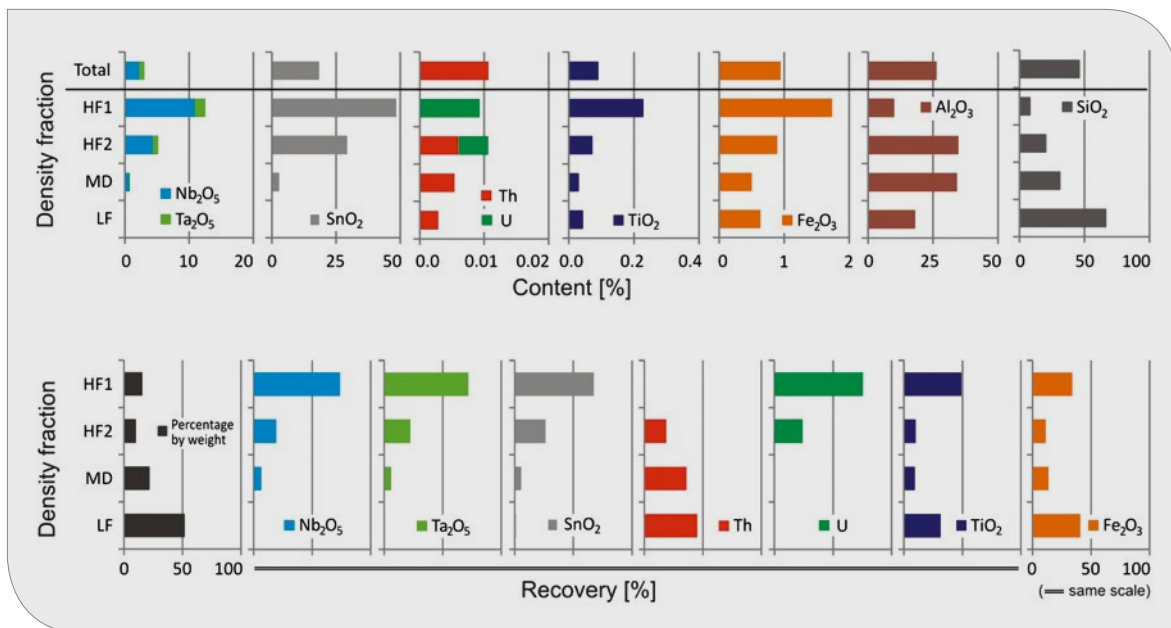 Density fraction
Total
HF1
HF2
MD
LF
Nb₂O₅
Ta₂O₅
SnO₂
Th
U
TiO₂
Fe₂O₃
Al₂O₃
SiO₂
0 10 20
0 25 50
0.0 0.01 0.02
0.0 0.2 0.4
0 1 2
0 25 50
0 50 100
Content [%]
Density fraction
HF1
HF2
MD
LF
Percentage
by weight
Nb₂O₅
Ta₂O₅
SnO₂
Th
U
TiO₂
Fe₂O₃
0 50 100
0 50 100
Recovery [%]
(══ same scale)